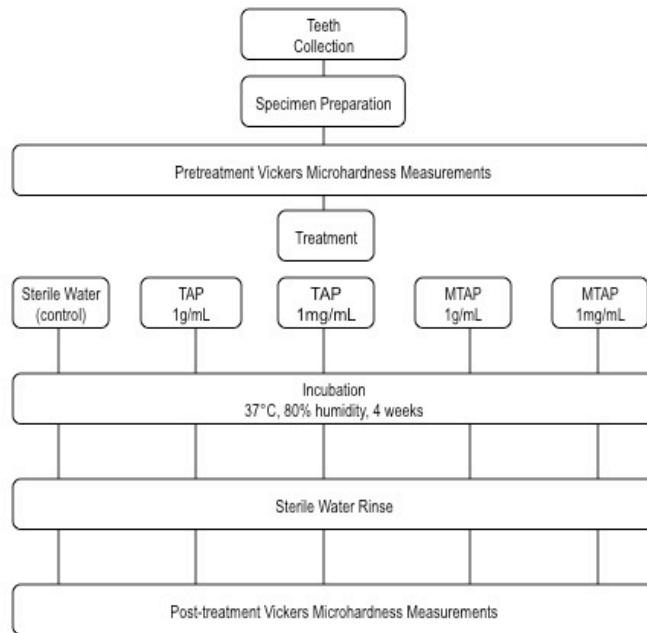 Teeth
Collection
Specimen Preparation
Pretreatment Vickers Microhardness Measurements
Treatment
Sterile Water
(control)
TAP
1g/mL
TAP
1mg/mL
MTAP
1g/mL
MTAP
1mg/mL
Incubation
37°C, 80% humidity, 4 weeks
Sterile Water Rinse
Post-treatment Vickers Microhardness Measurements